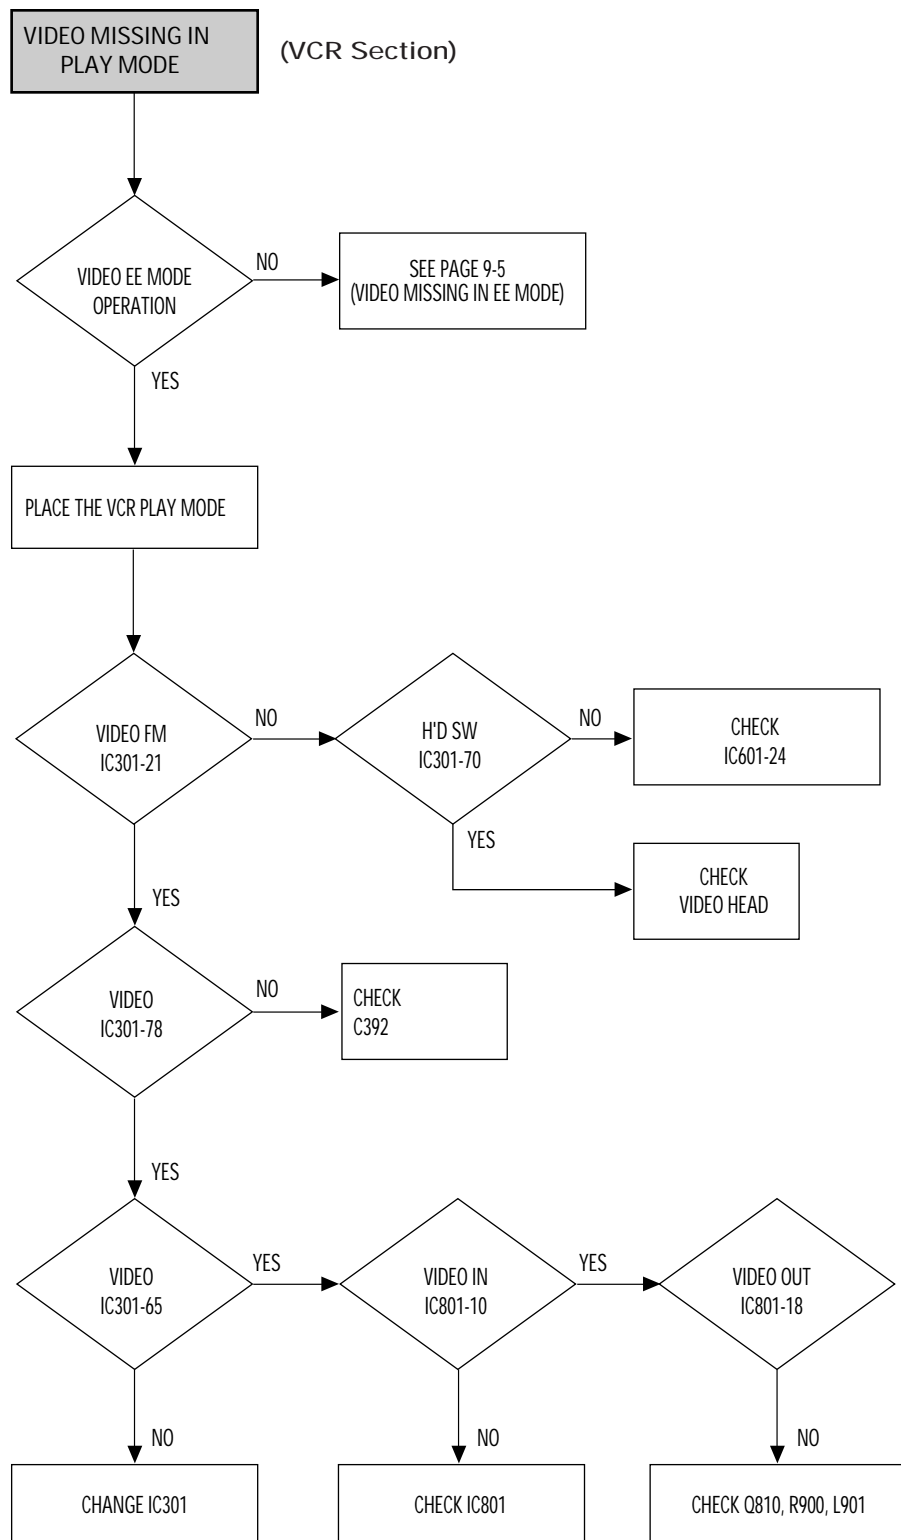 VIDEO MISSING IN
PLAY MODE
(VCR Section)
VIDEO EE MODE
OPERATION
NO
SEE PAGE 9-5
(VIDEO MISSING IN EE MODE)
YES
PLACE THE VCR PLAY MODE
VIDEO FM
IC301-21
NO
H'D SW
IC301-70
NO
CHECK
IC601-24
YES
CHECK
VIDEO HEAD
YES
VIDEO
IC301-78
NO
CHECK
C392
YES
VIDEO
IC301-65
YES
VIDEO IN
IC801-10
YES
VIDEO OUT
IC801-18
NO
NO
NO
CHANGE IC301
CHECK IC801
CHECK Q810, R900, L901